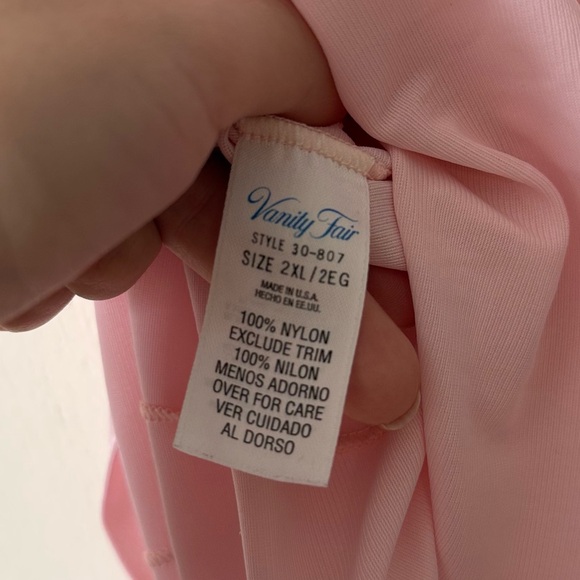 Vanity Fair
STYLE 30-807
SIZE 2XL/2EG
MADE IN U.S.A.
HECHO EN EE.UU.
100% NYLON
EXCLUDE TRIM
100% NILON
MENOS ADORNO
OVER FOR CARE
VER CUIDADO
AL DORSO